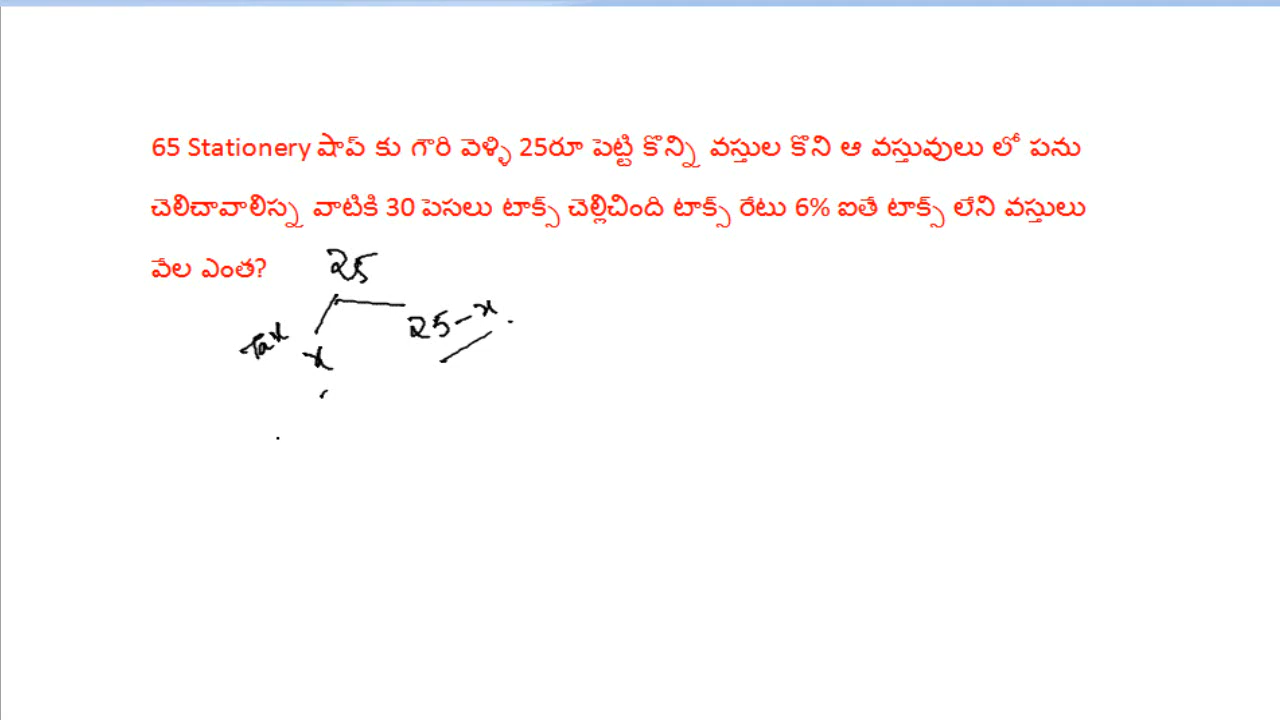 65 Stationery షాప్ కు గౌరి వెళ్ళి 25రూ పెట్టి కొన్ని వస్తుల కొని ఆ వస్తువులు లో పను
చెలిచావాలిస్న వాటికి 30 పెసలు టాక్స్ చెల్లిచింది టాక్స్ రేటు 6% ఐతే టాక్స్ లేని వస్తులు
వేల ఎంత?
25
Tax x 25-x